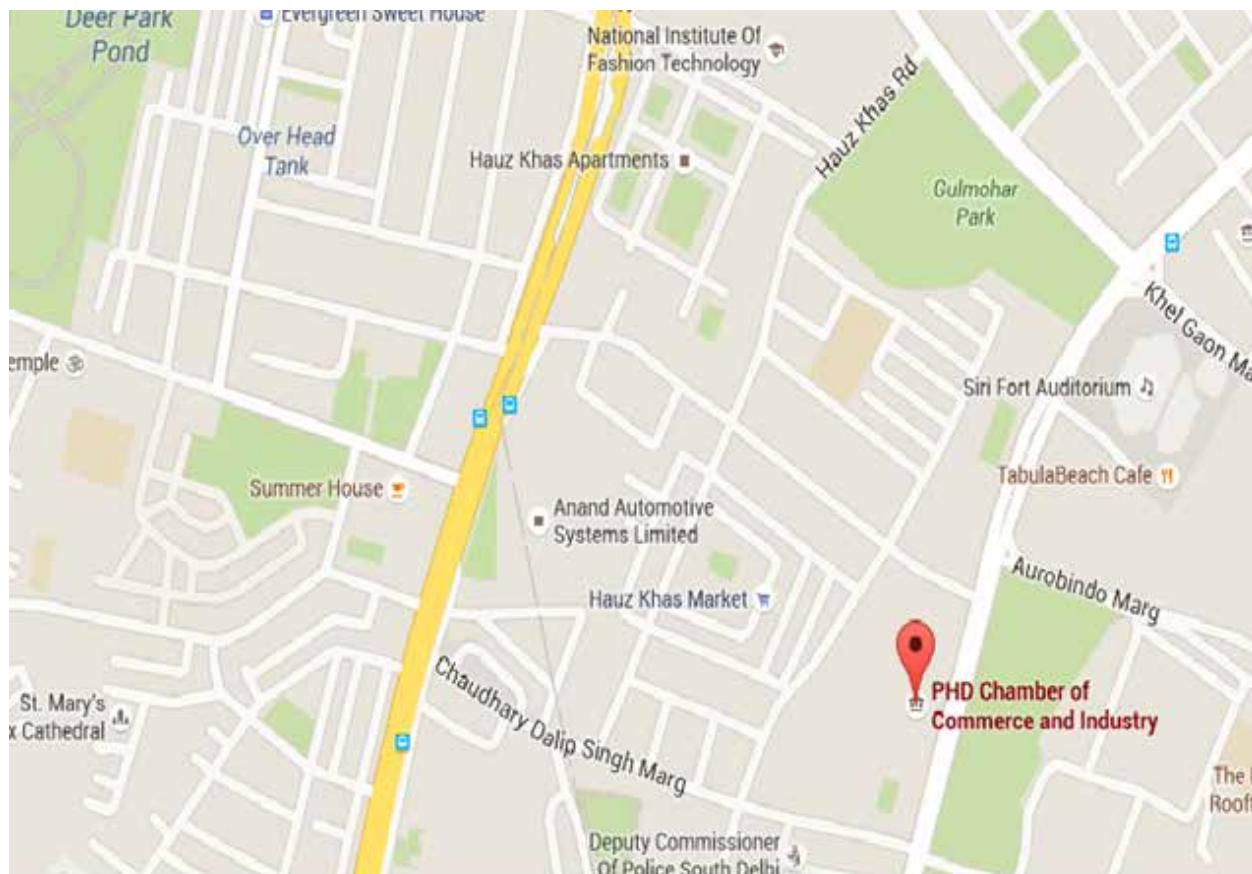 Deer Park
Pond
Evergreen Sweet House
National Institute Of
Fashion Technology
Over Head
Tank
Hauz Khas Apartments
Hauz Khas Rd
Gulmohar
Park
Khel Gaon Ma
emple
Siri Fort Auditorium
Summer House
TabulaBeach Cafe
Anand Automotive
Systems Limited
Aurobindo Marg
Hauz Khas Market
St. Mary's
x Cathedral
Chaudhary Dalip Singh Marg
PHD Chamber of
Commerce and Industry
The
Rooft
Deputy Commissioner
Of Police South Delhi